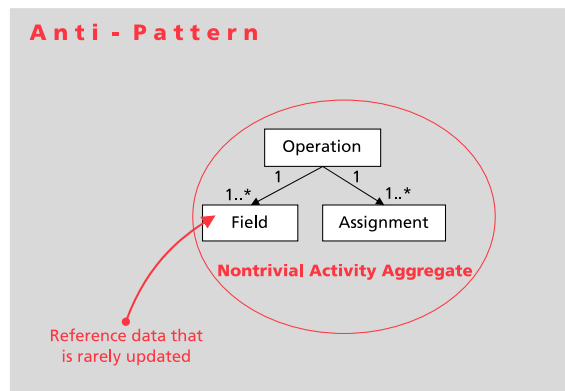 Anti - Pattern
Operation
1
1
1..*
1..*
Field
Assignment
Nontrivial Activity Aggregate
Reference data that
is rarely updated